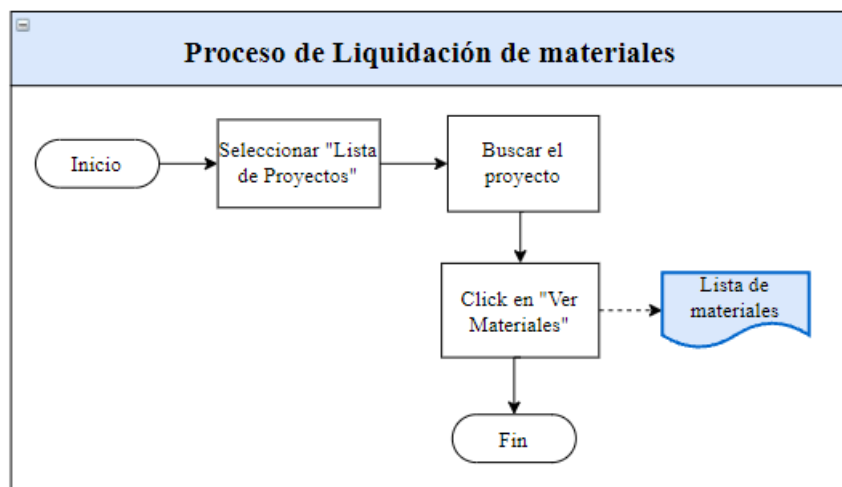 Proceso de Liquidación de materiales
Inicio
Seleccionar "Lista
de Proyectos"
Buscar el
proyecto
Click en "Ver
Materiales"
Lista de
materiales
Fin